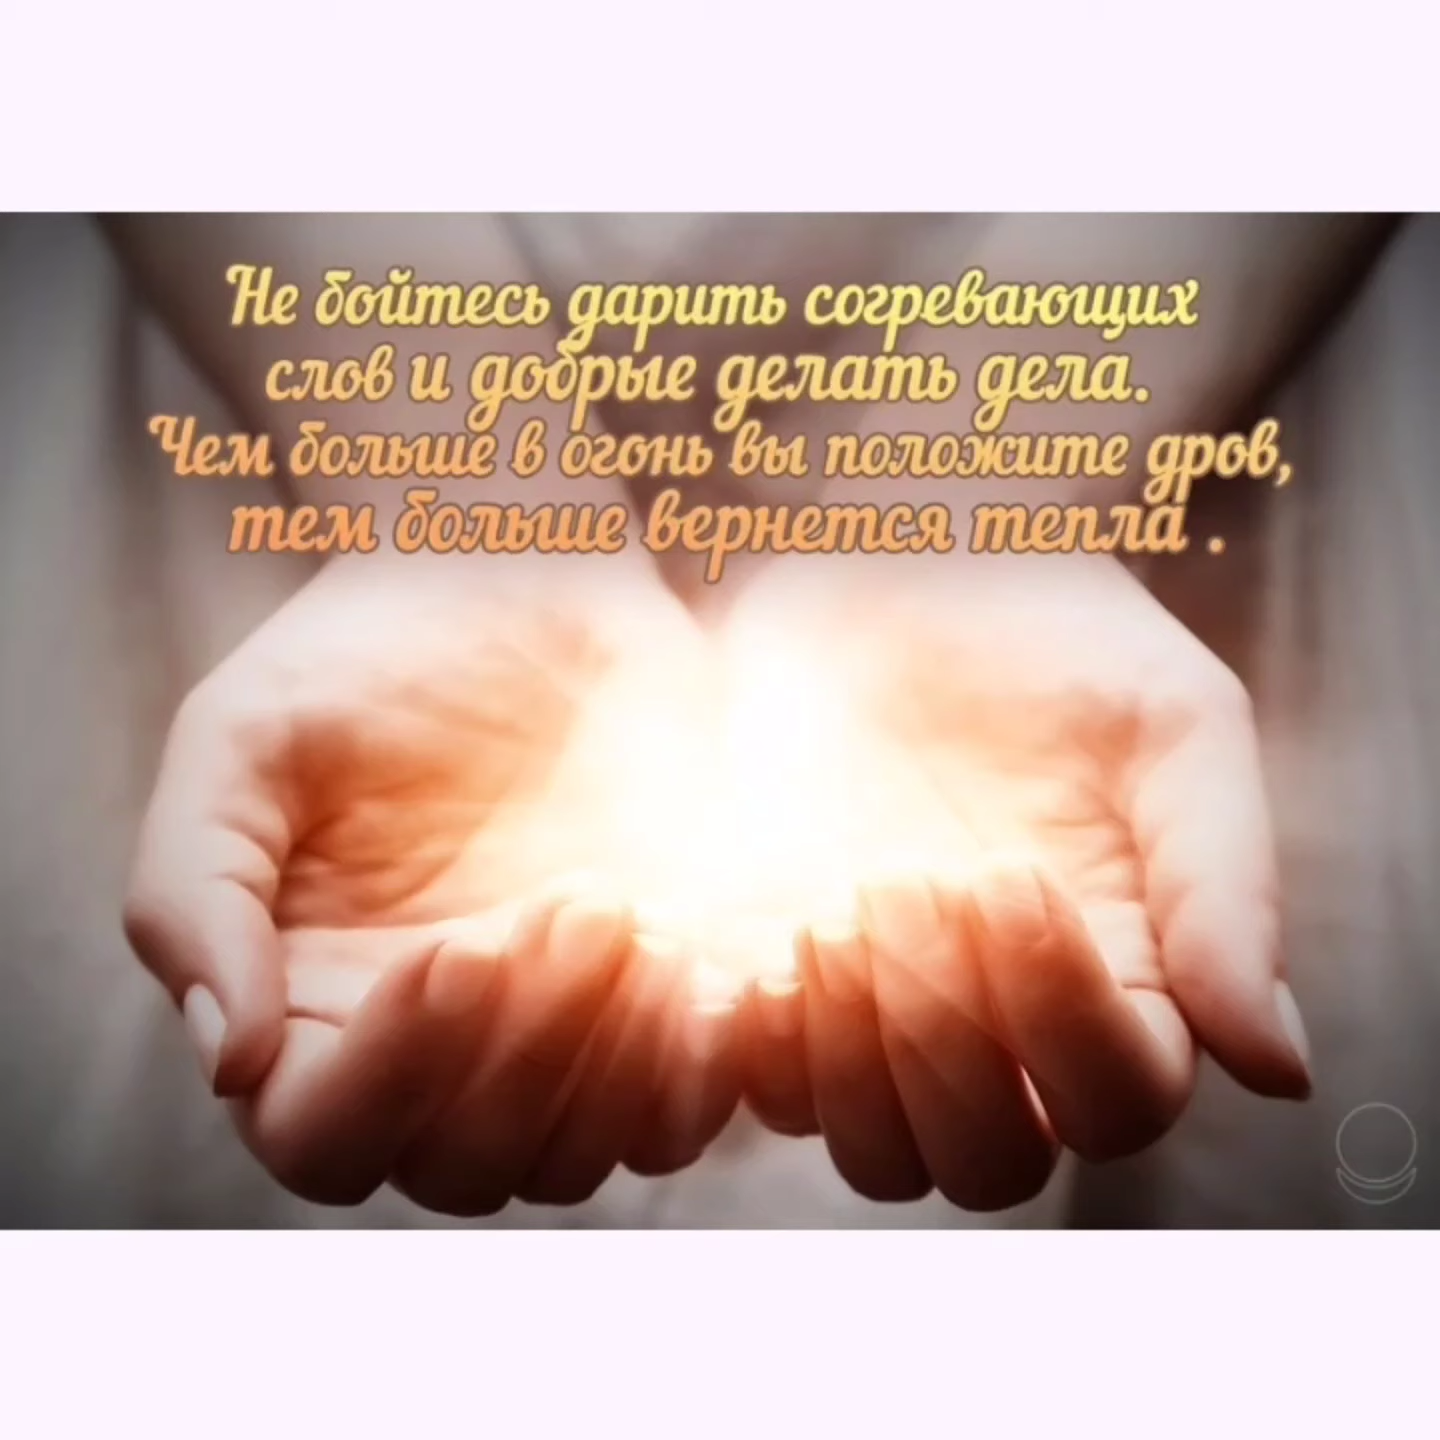 Не бойтесь дарить согревающих
слов и добрые делать дела.
Чем больше в огонь вы положите дров,
тем больше вернется тепла .